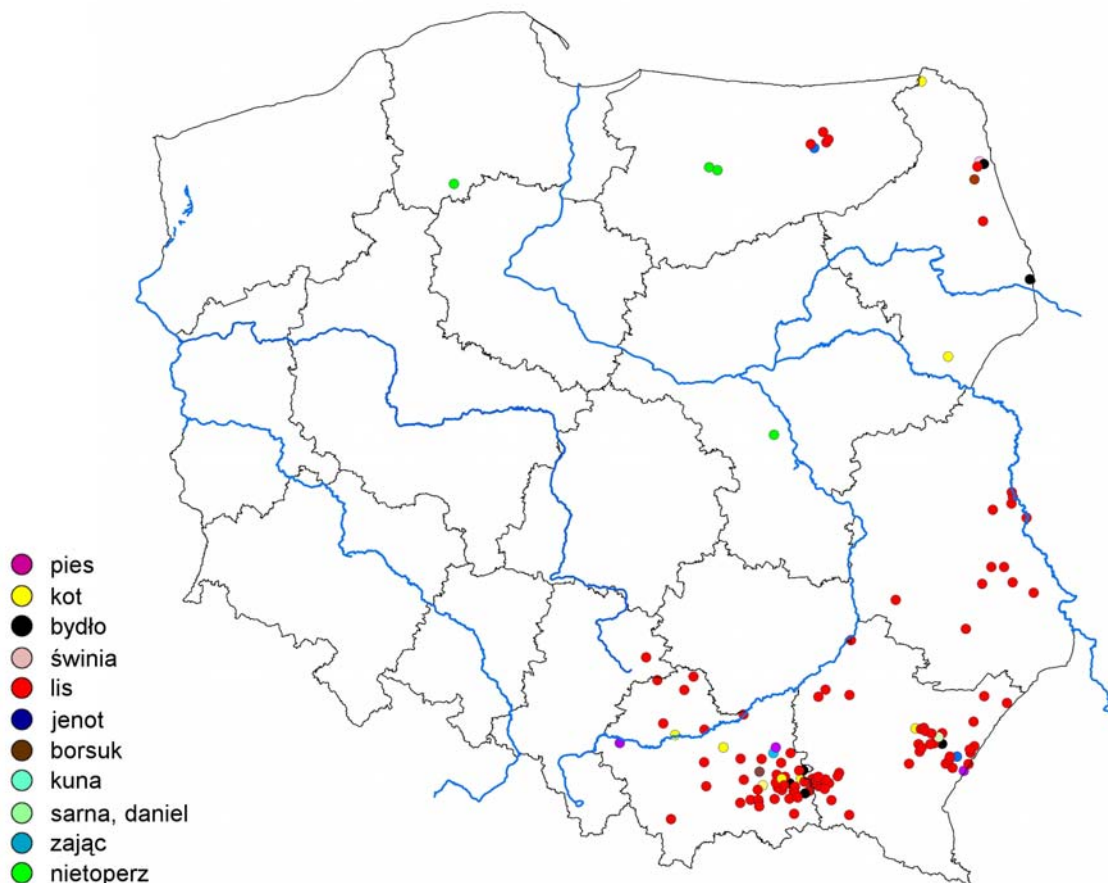 pies
kot
bydło
świnia
lis
jenot
borsuk
kuna
sarna, daniel
zając
nietoperz